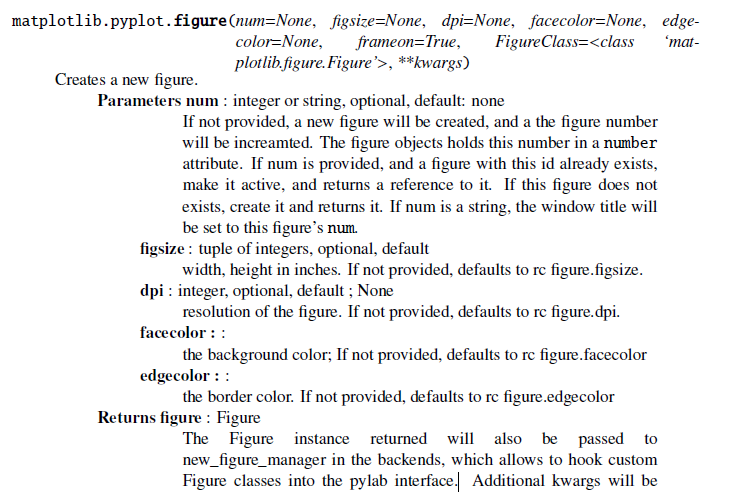 matplotlib.pyplot.figure(num=None, figsize=None, dpi=None, facecolor=None, edge-
color=None, frameon=True, FigureClass=<class ‘mat-
plotlib.figure.Figure’>, **kwargs)
Creates a new figure.
Parameters num : integer or string, optional, default: none
If not provided, a new figure will be created, and a the figure number
will be increamted. The figure objects holds this number in a number
attribute. If num is provided, and a figure with this id already exists,
make it active, and returns a reference to it. If this figure does not
exists, create it and returns it. If num is a string, the window title will
be set to this figure’s num.
figsize : tuple of integers, optional, default
width, height in inches. If not provided, defaults to rc figure.figsize.
dpi : integer, optional, default ; None
resolution of the figure. If not provided, defaults to rc figure.dpi.
facecolor : :
the background color; If not provided, defaults to rc figure.facecolor
edgecolor : :
the border color. If not provided, defaults to rc figure.edgecolor
Returns figure : Figure
The Figure instance returned will also be passed to
new_figure_manager in the backends, which allows to hook custom
Figure classes into the pylab interface. Additional kwargs will be